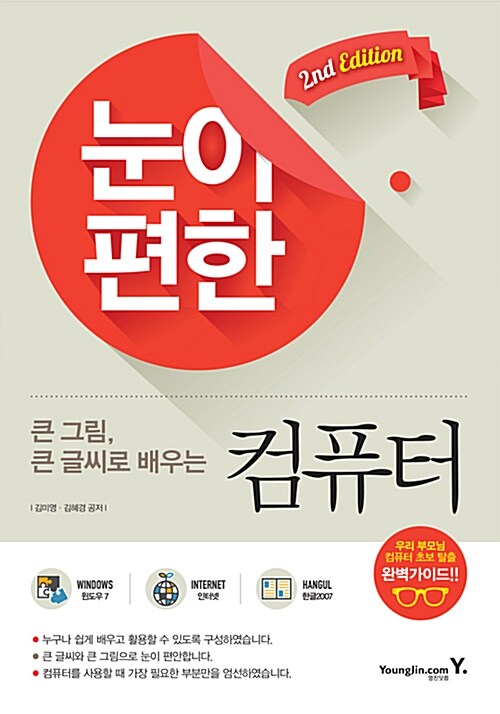 2nd Edition
눈이
편한
큰 그림,
큰 글씨로 배우는
컴퓨터
I 김미영 · 김혜경 공저 I
우리 부모님
컴퓨터 초보 탈출
완벽가이드!!
WINDOWS
윈도우 7
INTERNET
인터넷
HANGUL
한글2007
누구나 쉽게 배우고 활용할 수 있도록 구성하였습니다.
큰 글씨와 큰 그림으로 눈이 편안합니다.
컴퓨터를 사용할 때 가장 필요한 부분만을 엄선하였습니다.
YoungJin.com Y.
영진닷컴